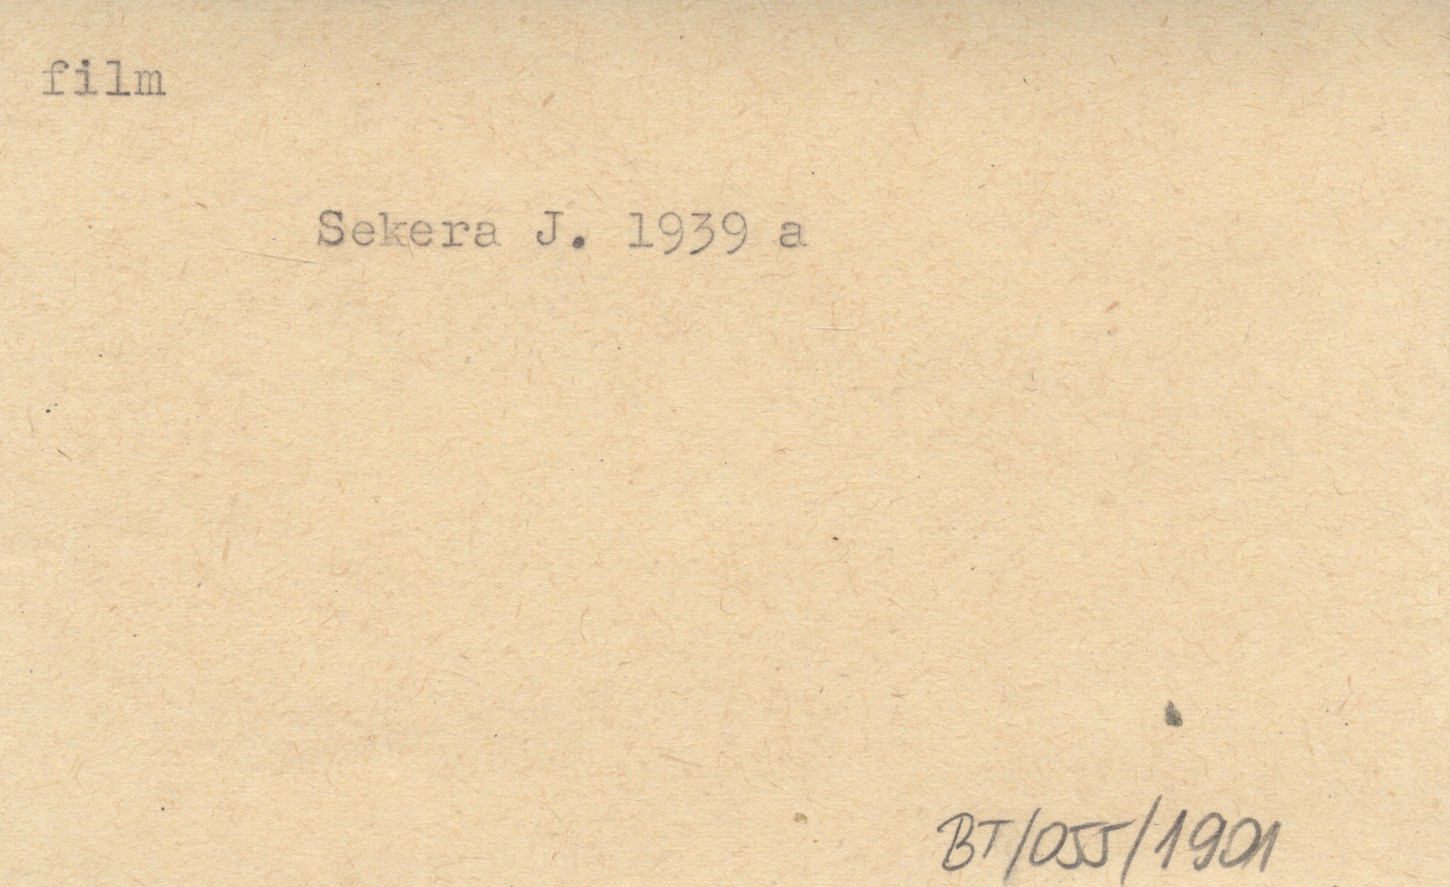 film
Sekera J. 1939 a
BT/055/1901